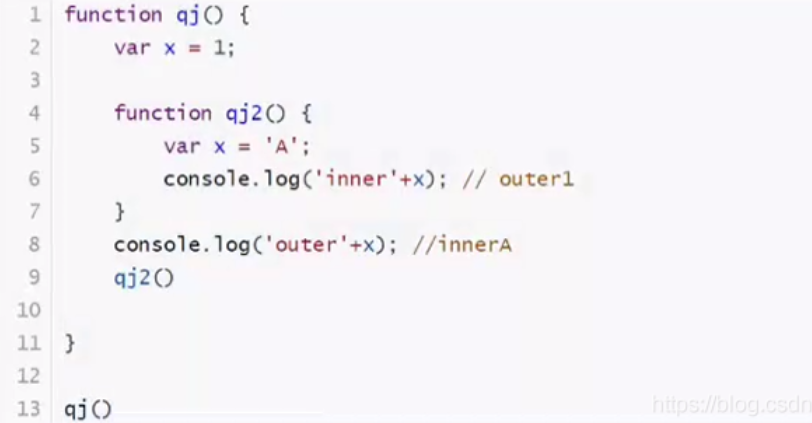 1 function qj() {
2     var x = 1;
3
4     function qj2() {
5         var x = 'A';
6         console.log('inner'+x); // outer1
7     }
8     console.log('outer'+x); //innerA
9     qj2()
10
11 }
12
13 qj()
https://blog.csdn